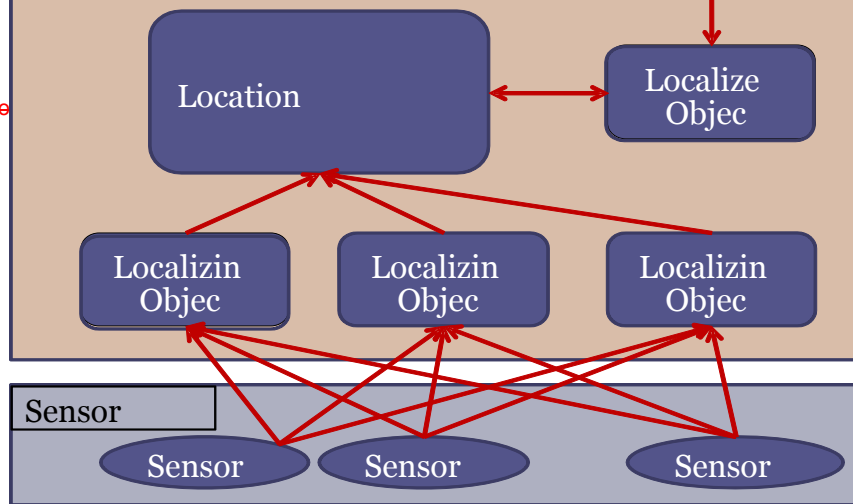 Location
Localize
Objec
e
Localizin
Objec
Localizin
Objec
Localizin
Objec
Sensor
Sensor
Sensor
Sensor